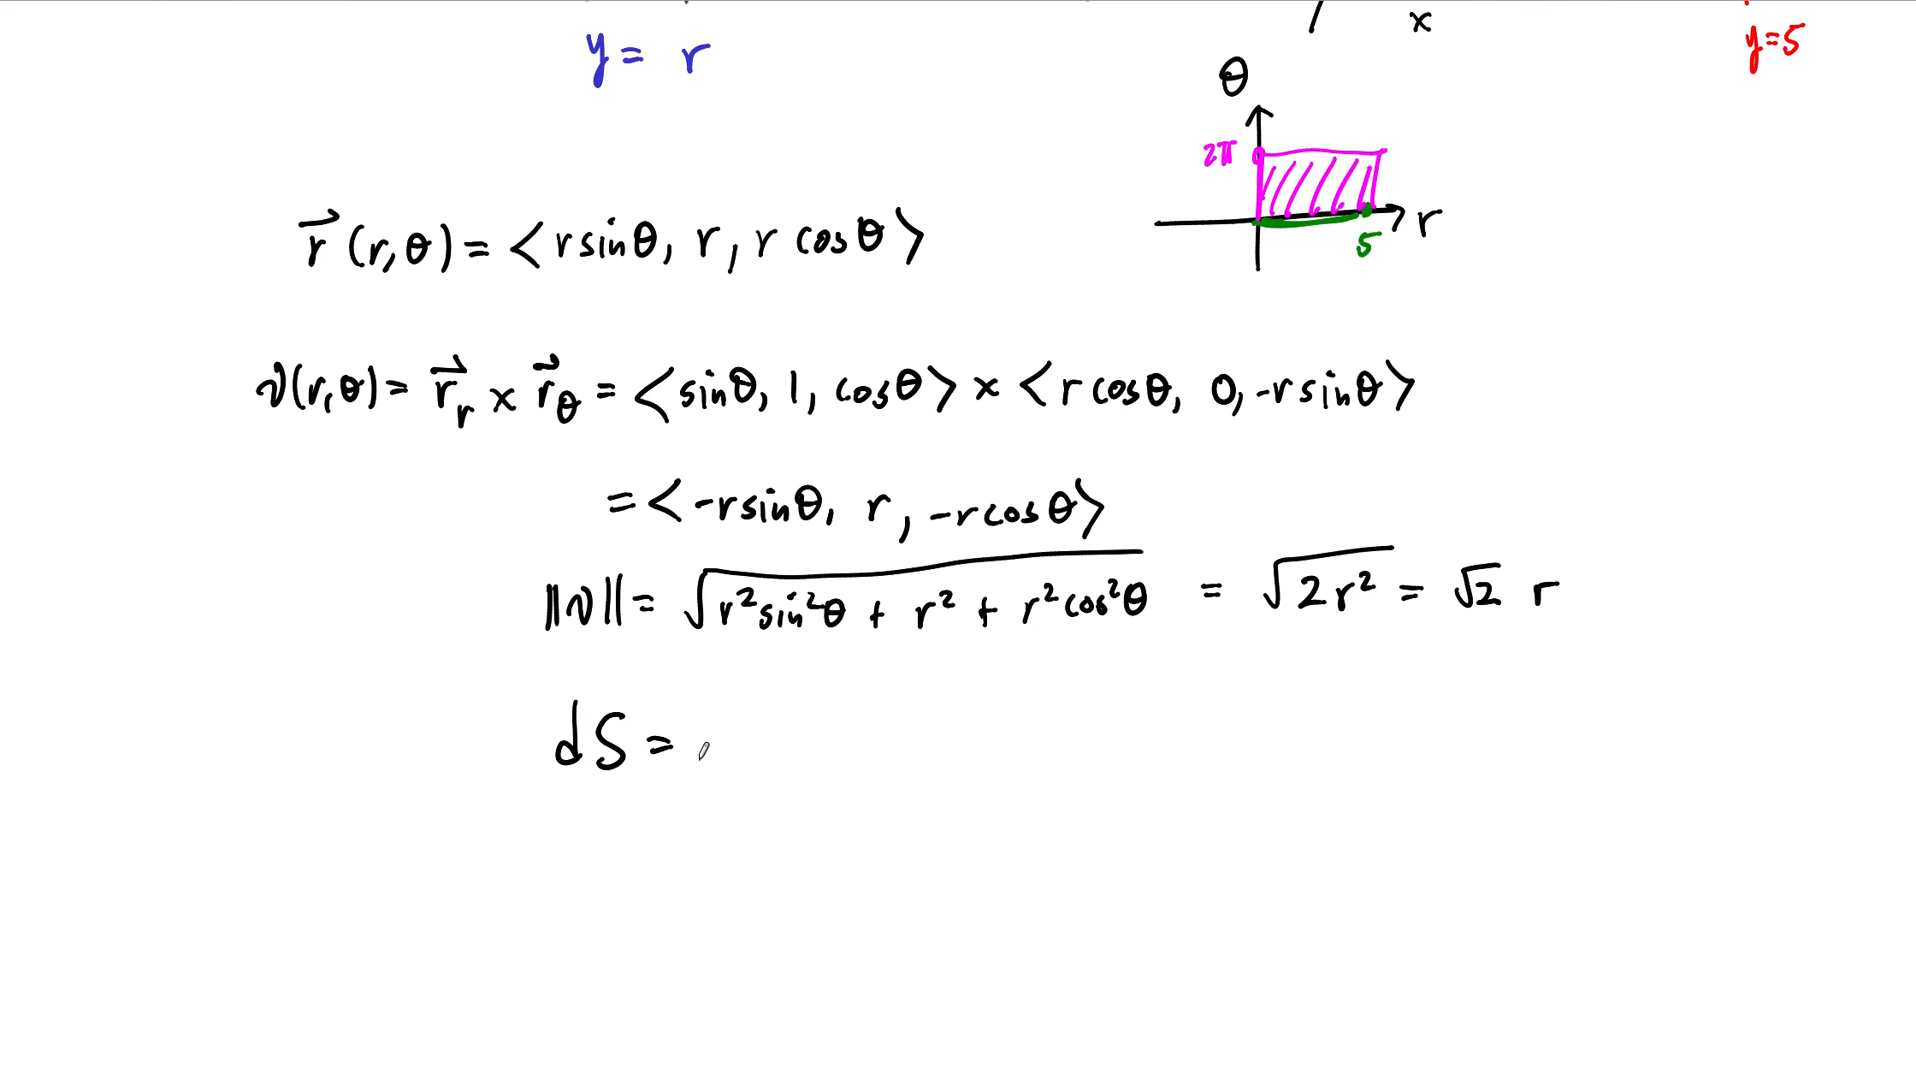 x
y = r
y=5
θ
2π
r
5
r⃗ (r, θ) = <r sinθ, r, r cosθ>
𝒩(r,θ) = r⃗_r × r⃗_θ = <sinθ, 1, cosθ> × <r cosθ, 0, -r sinθ>
= <-r sinθ, r, -r cosθ>
||𝒩|| = √(r² sin²θ + r² + r² cos²θ) = √(2r²) = √2 r
dS =